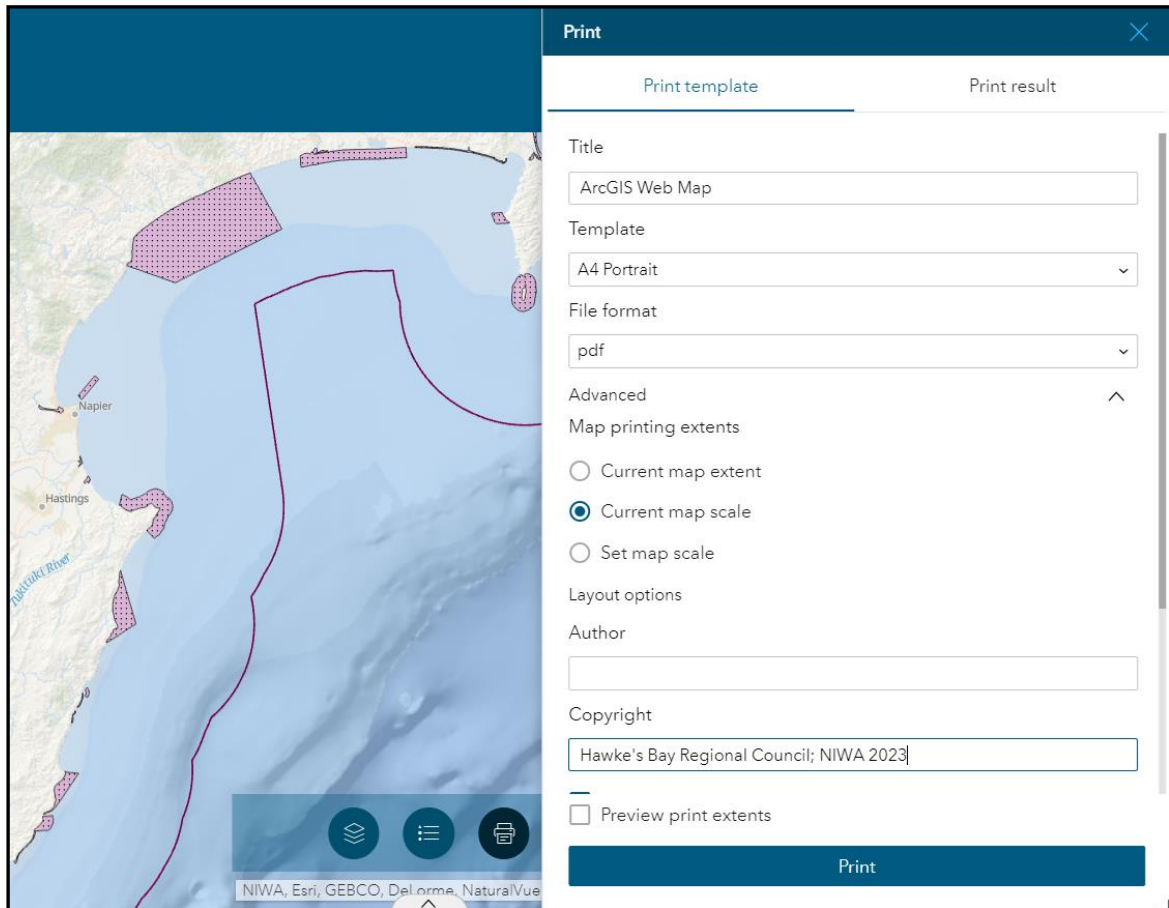 Print
Print template
Print result
Title
ArcGIS Web Map
Template
A4 Portrait
File format
pdf
Advanced
Map printing extents
Current map extent
Current map scale
Set map scale
Layout options
Author
Copyright
Hawke's Bay Regional Council; NIWA 2023
Preview print extents
Print
Napier
Hastings
Tukituki River
NIWA, Esri, GEBCO, DeLorme, NaturalVue